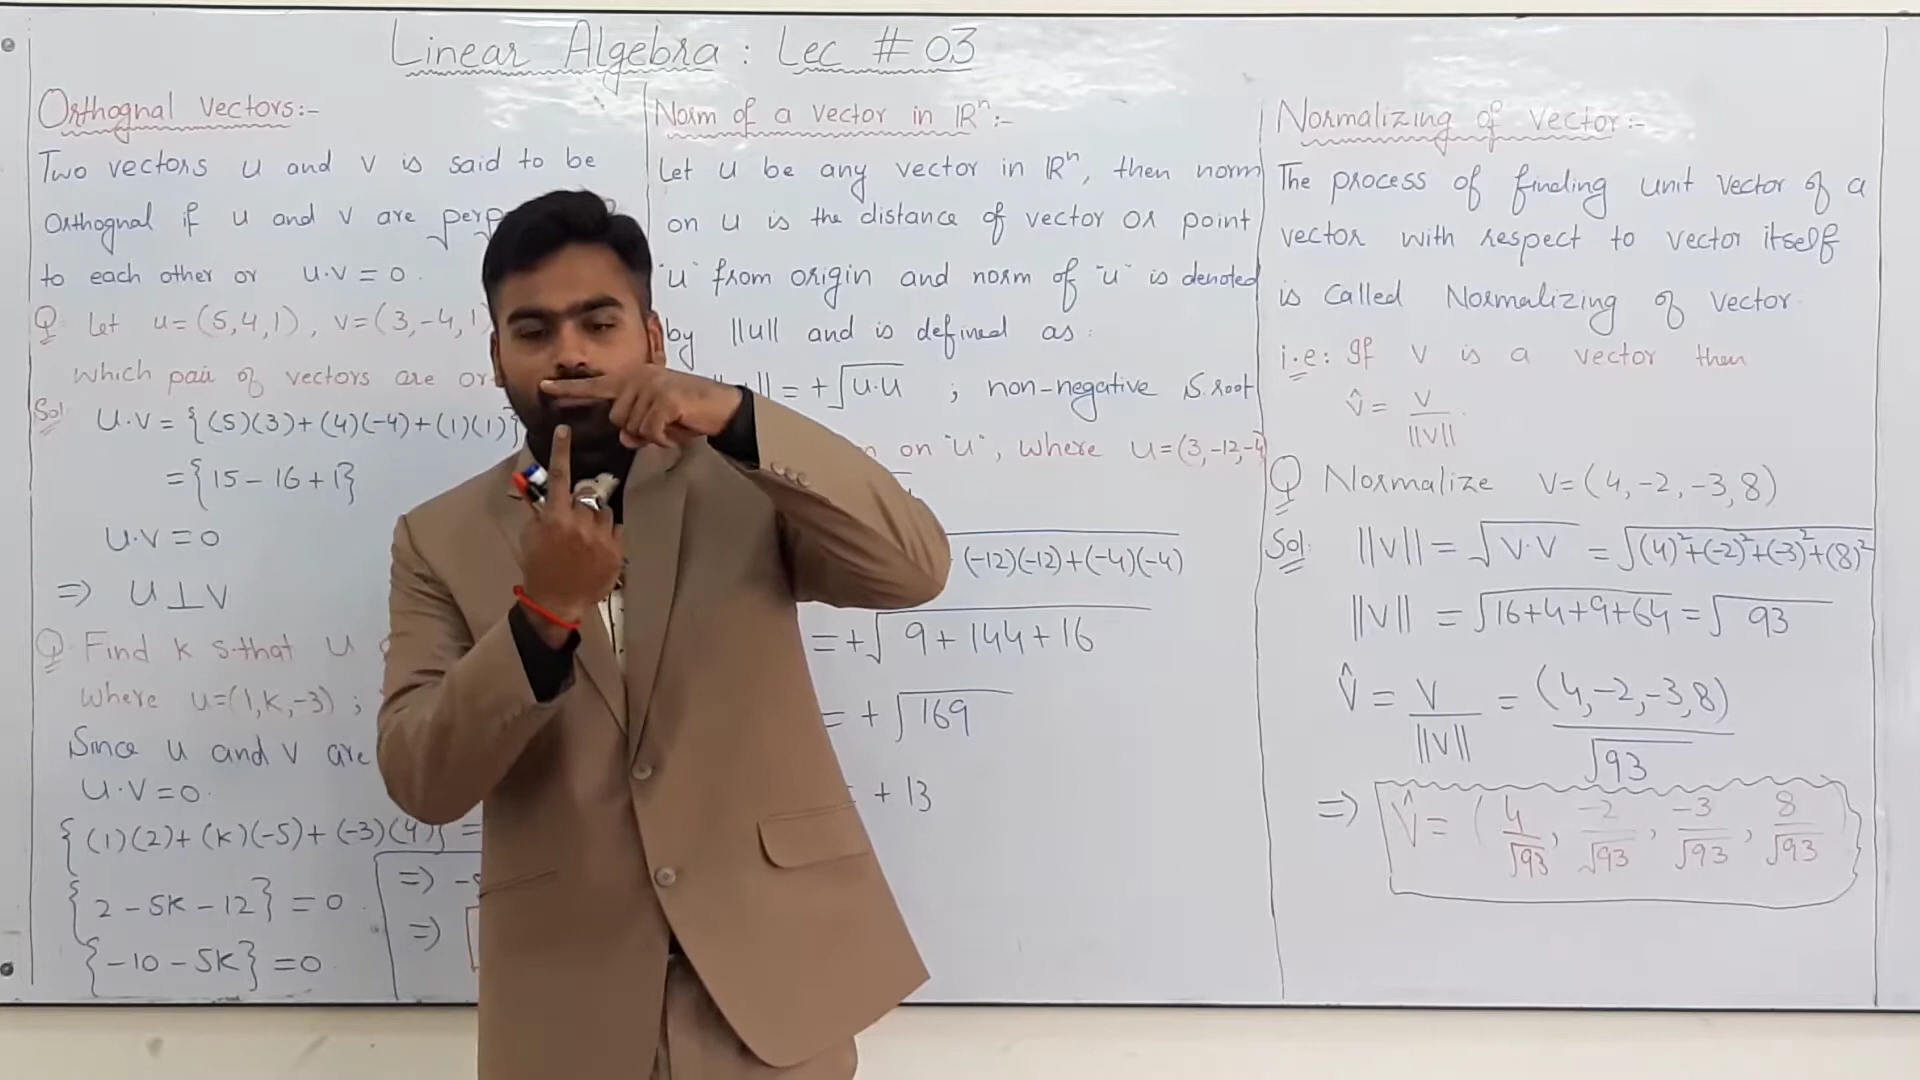 Linear Algebra : Lec # 03
Orthognal Vectors:-
Two vectors u and v is said to be
Orthognal if u and v are
to each other or u.v = 0.
Q Let u=(5,4,1), v=(3,-4,1
which pair of vectors are
Sol u.v = {(5)(3)+(4)(-4)+(1)(1)}
={15-16+1}
u.v=0
=> u⊥v
Q Find k s.that u
where u=(1,k,-3) ;
Since u and v are
u.v=0.
{(1)(2)+(k)(-5)+(-3)(4)} =
{2-5k-12} = 0
{-10-5k} =0
=> -5
=>
Norm of a vector in ℝⁿ:-
Let u be any vector in ℝⁿ, then norm
on u is the distance of vector or point
"u" from origin and norm of "u" is denoted
by ||u|| and is defined as:
|| = +√u.u ; non-negative S.root
on "u", where u=(3,-12,-4)
(-12)(-12)+(-4)(-4)
= +√9+144+16
= +√169
+ 13
Normalizing of vector:-
The process of finding unit vector of a
vector with respect to vector itself
is called Normalizing of vector.
i.e: If v is a vector then
v̂ = v/||v||.
Q Normalize v=(4,-2,-3,8)
Sol: ||v|| = √v.v = √(4)²+(-2)²+(-3)²+(8)²
||v|| = √16+4+9+64 = √93
v̂ = v/||v|| = (4,-2,-3,8)/√93
=> v̂ = (4/√93, -2/√93, -3/√93, 8/√93